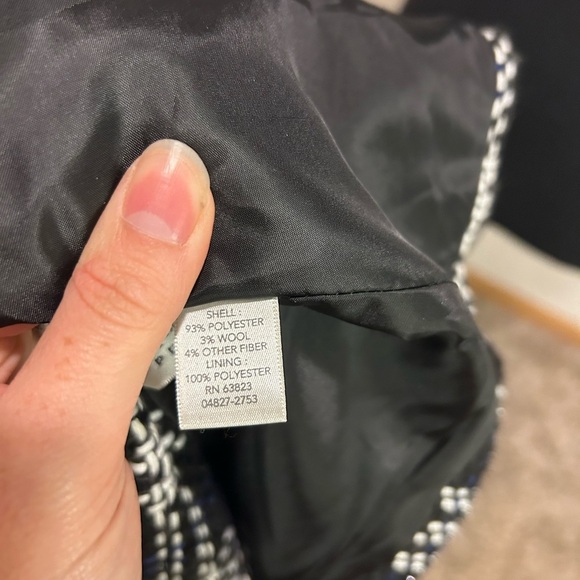 SHELL :
93% POLYESTER
3% WOOL
4% OTHER FIBER
LINING :
100% POLYESTER
RN 63823
04827-2753